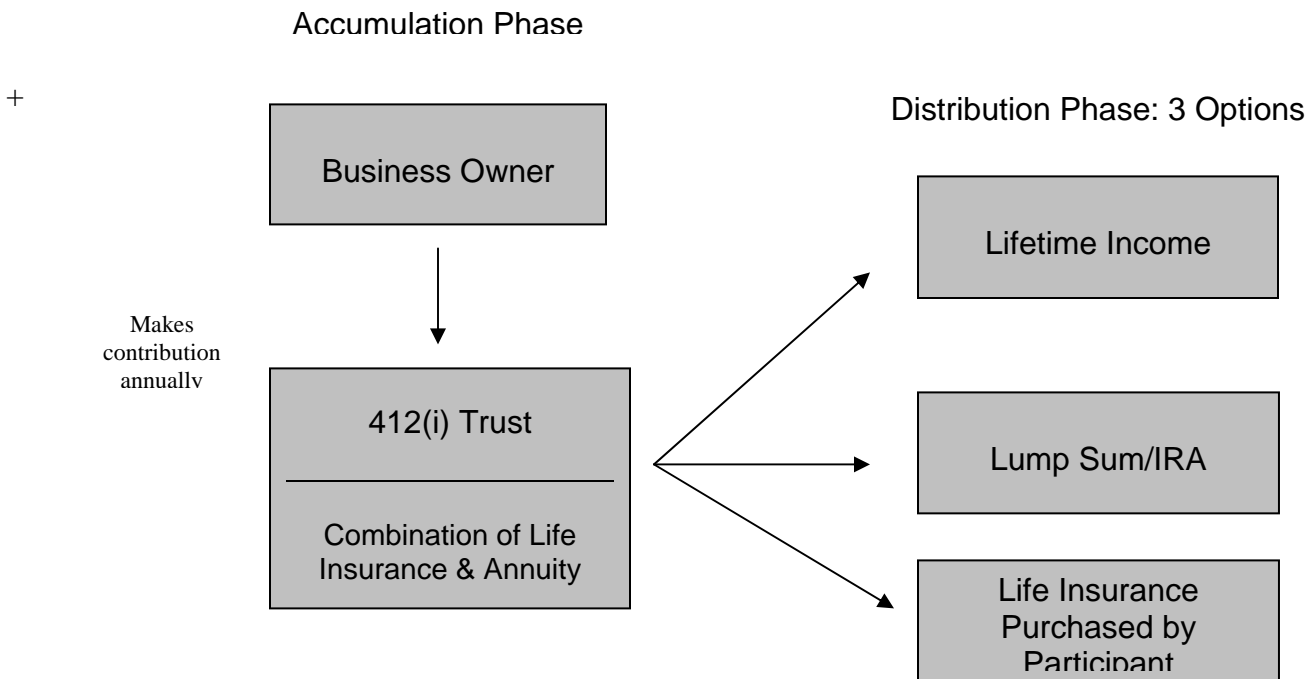 Accumulation Phase
+
Business Owner
Makes
contribution
annually
412(i) Trust
Combination of Life
Insurance & Annuity
Distribution Phase: 3 Options
Lifetime Income
Lump Sum/IRA
Life Insurance
Purchased by
Participant